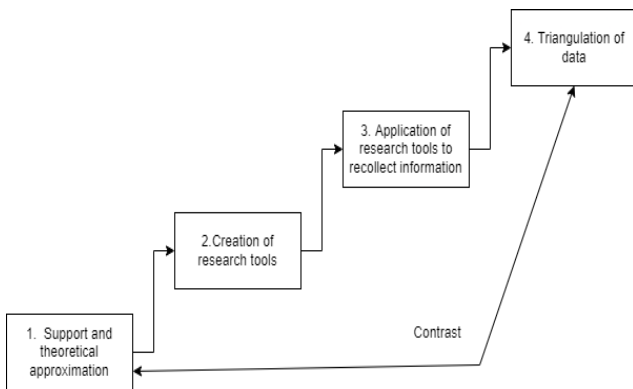 4. Triangulation of
data
3. Application of
research tools to
recollect information
2.Creation of
research tools
Contrast
1. Support and
theoretical
approximation